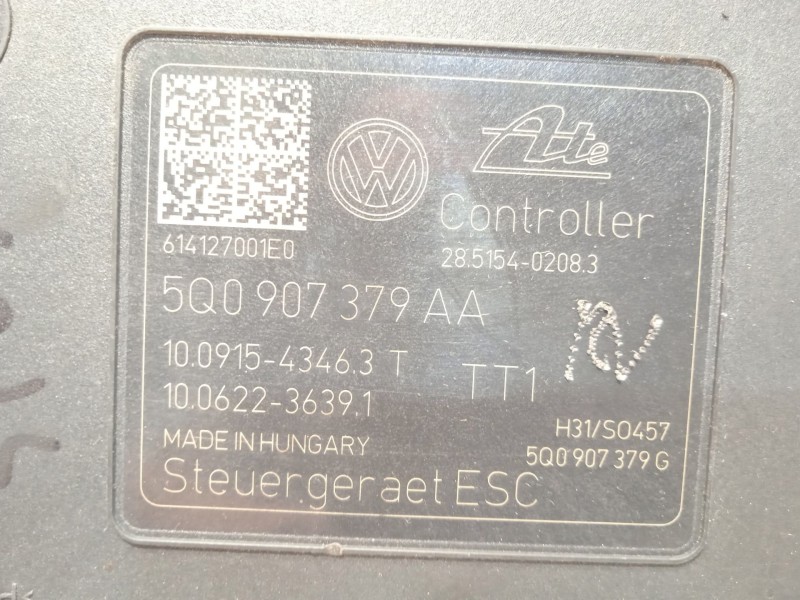 Ate
Controller
614127001E0
28.5154-0208.3
5Q0 907 379 AA
10.0915-4346.3 T
TT1
10.0622-3639.1
H31/S0457
MADE IN HUNGARY
5Q0 907 379 G
Steuergeraet ESC